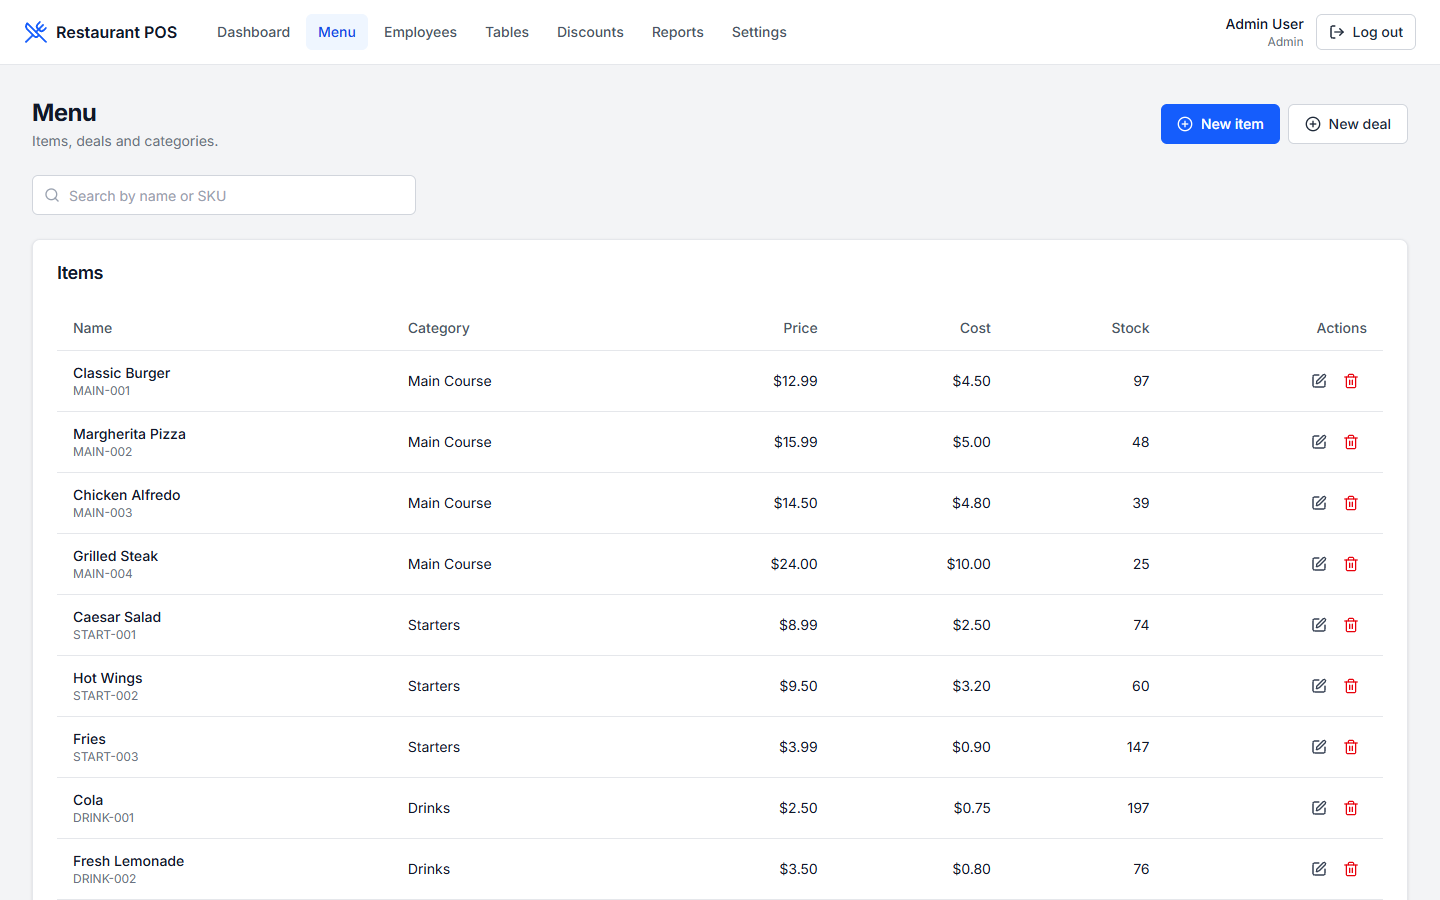 Restaurant POS
Dashboard
Menu
Employees
Tables
Discounts
Reports
Settings
Admin User
Admin
Log out
Menu
Items, deals and categories.
New item
New deal
Search by name or SKU
Items
Name Category Price Cost Stock Actions
Classic Burger
MAIN-001
Main Course $12.99 $4.50 97
Margherita Pizza
MAIN-002
Main Course $15.99 $5.00 48
Chicken Alfredo
MAIN-003
Main Course $14.50 $4.80 39
Grilled Steak
MAIN-004
Main Course $24.00 $10.00 25
Caesar Salad
START-001
Starters $8.99 $2.50 74
Hot Wings
START-002
Starters $9.50 $3.20 60
Fries
START-003
Starters $3.99 $0.90 147
Cola
DRINK-001
Drinks $2.50 $0.75 197
Fresh Lemonade
DRINK-002
Drinks $3.50 $0.80 76